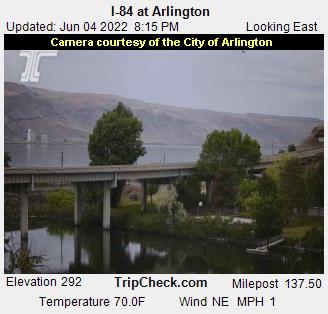 I-84 at Arlington
Updated: Jun 04 2022 8:15 PM Looking East
Camera courtesy of the City of Arlington
Elevation 292 TripCheck.com Milepost 137.50
Temperature 70.0F Wind NE MPH 1